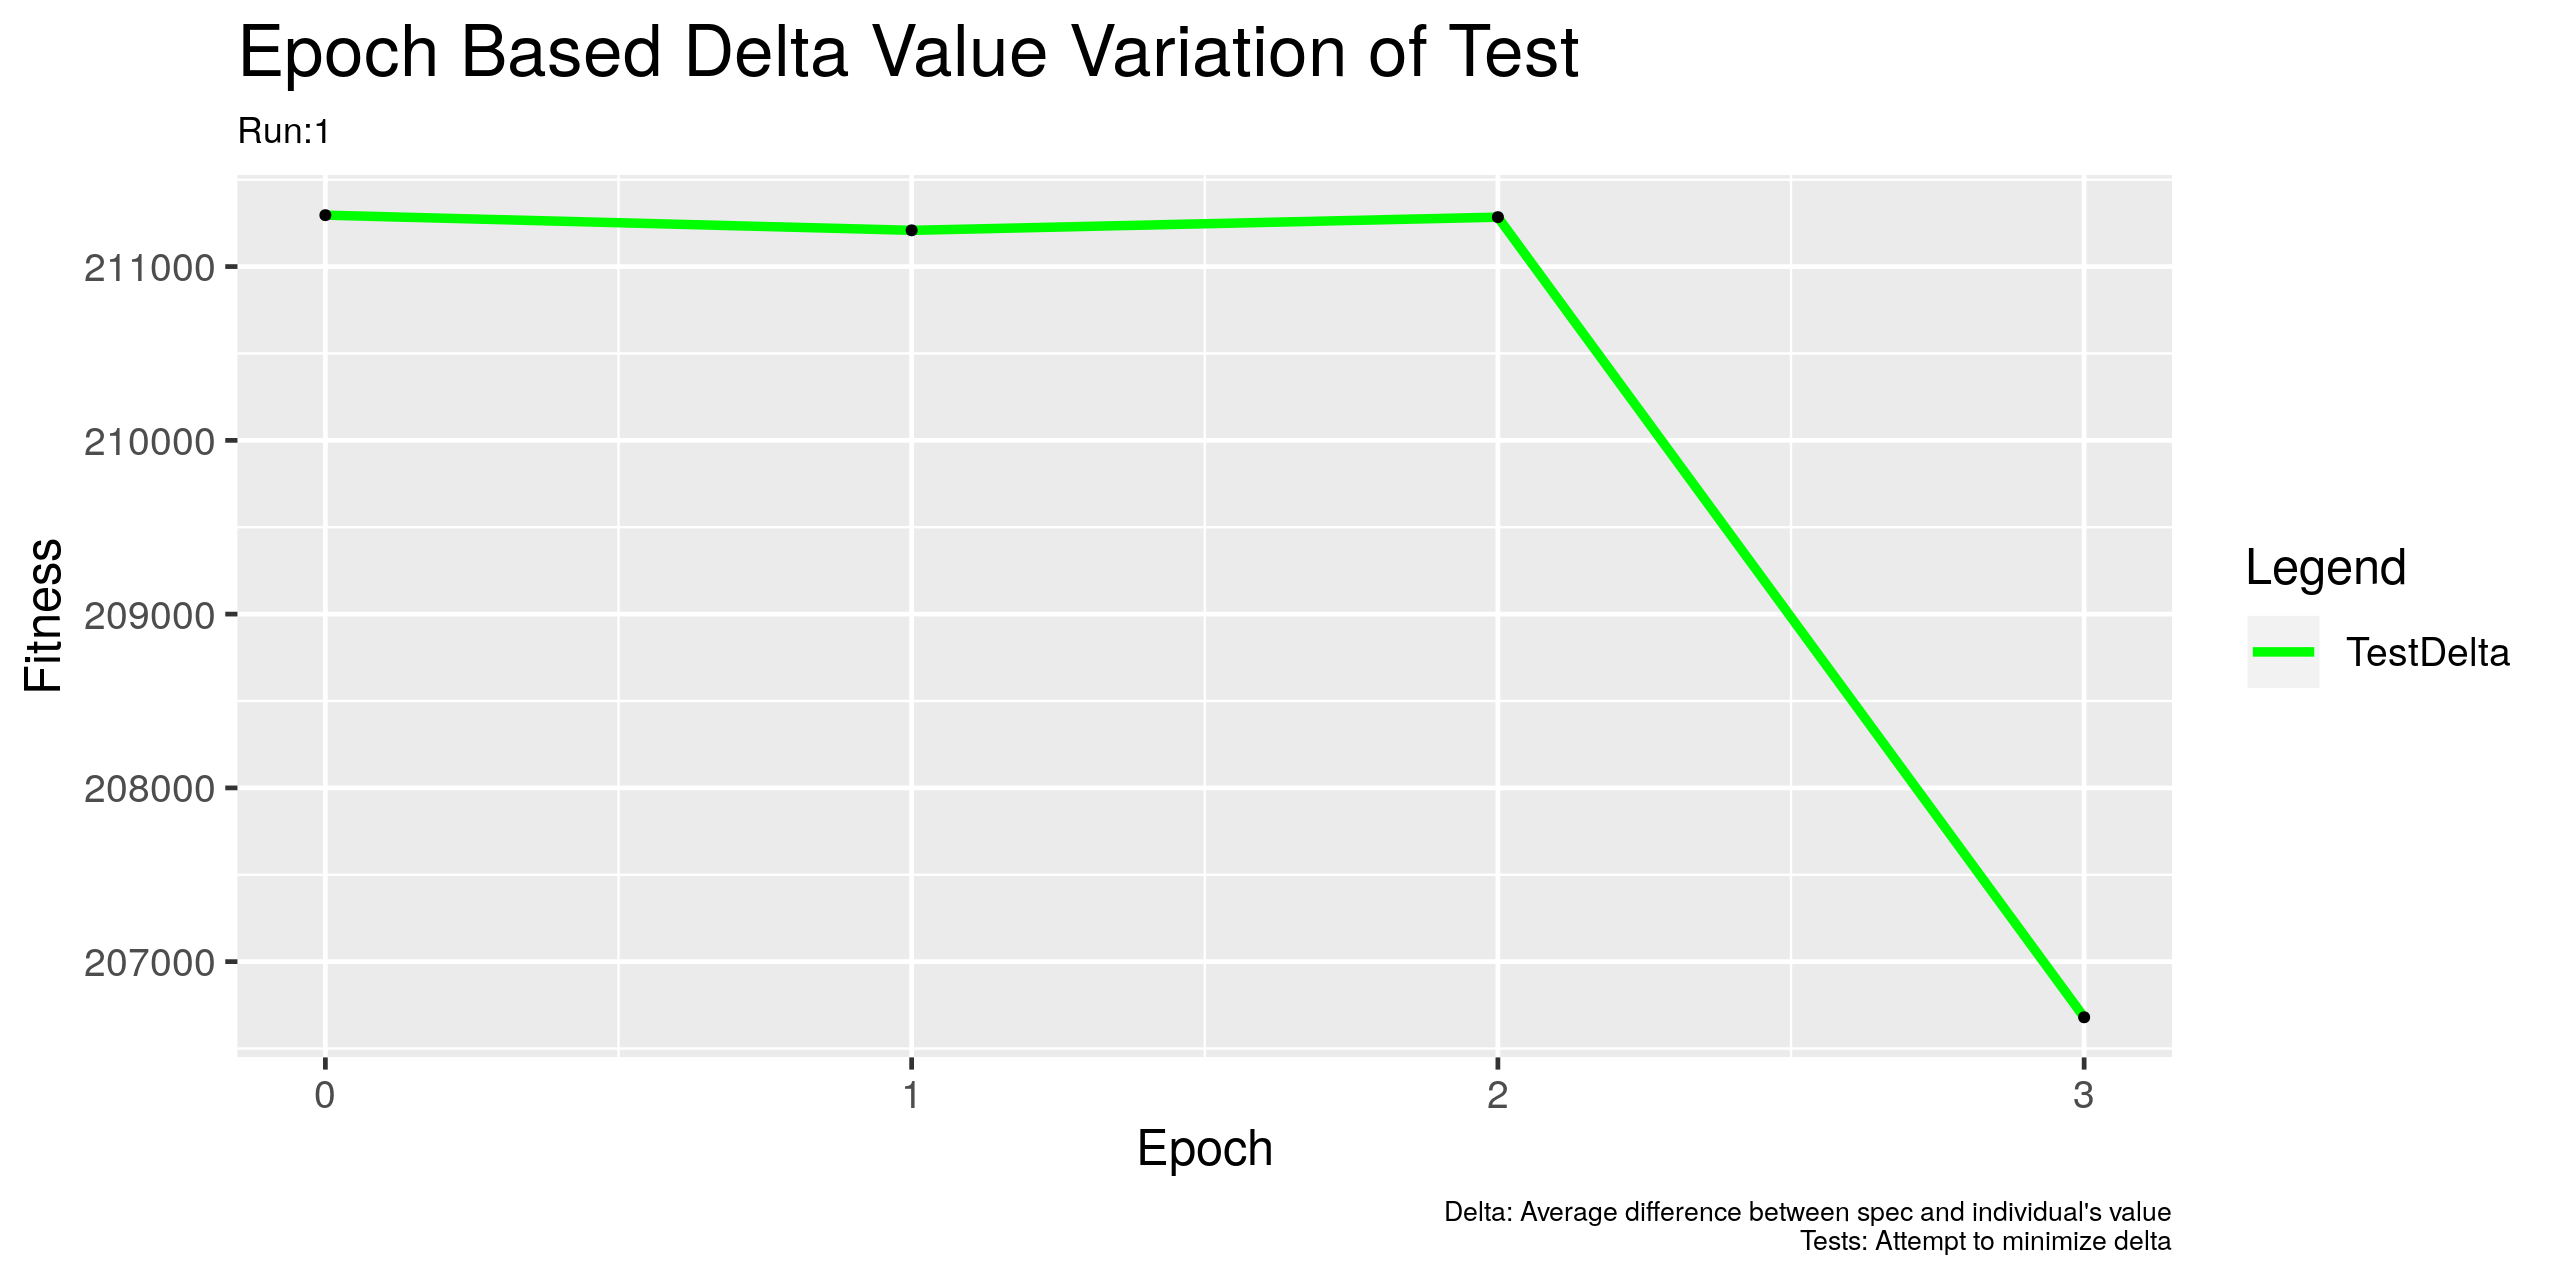 Epoch Based Delta Value Variation of Test
Run:1
211000
210000
209000
208000
207000
Fitness
0 1 2 3
Epoch
Legend
TestDelta
Delta: Average difference between spec and individual's value
Tests: Attempt to minimize delta